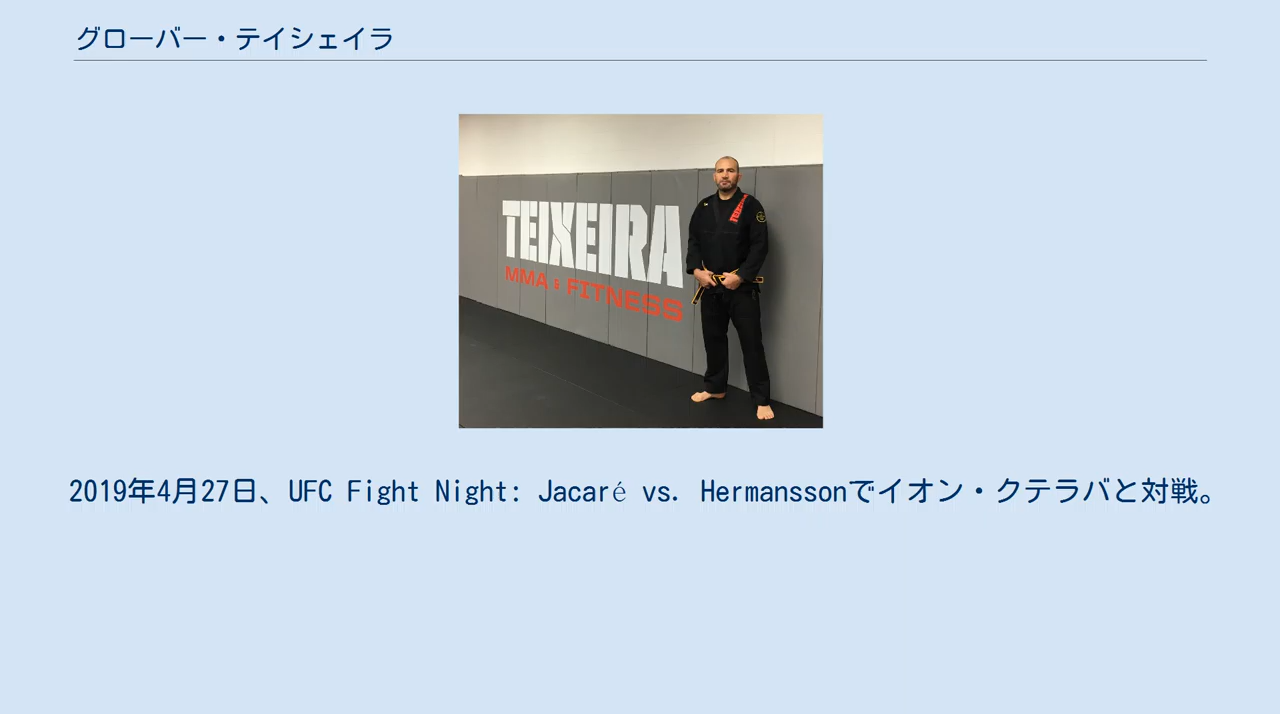 グローバー・テイシェイラ
TEIXEIRA
MMA & FITNESS
2019年4月27日、UFC Fight Night: Jacaré vs. Hermanssonでイオン・クテラバと対戦。